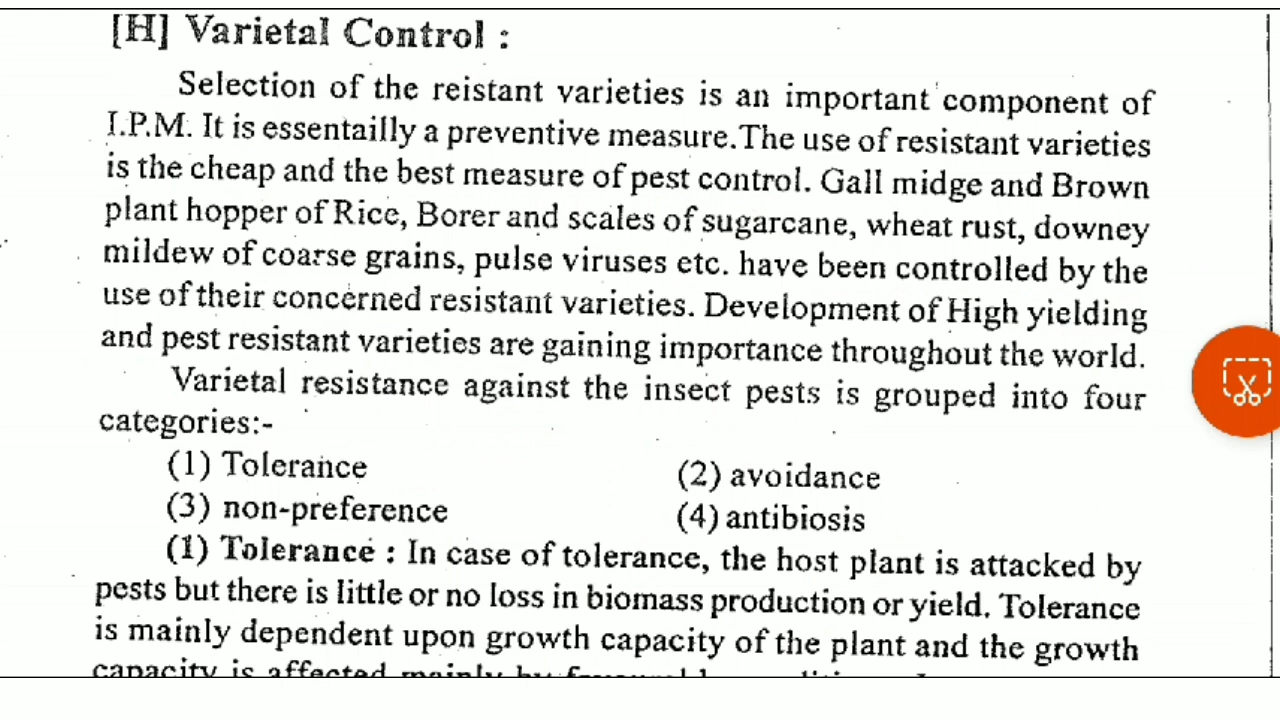 [H] Varietal Control :
Selection of the reistant varieties is an important component of
I.P.M. It is essentailly a preventive measure.The use of resistant varieties
is the cheap and the best measure of pest control. Gall midge and Brown
plant hopper of Rice, Borer and scales of sugarcane, wheat rust, downey
mildew of coarse grains, pulse viruses etc. have been controlled by the
use of their concerned resistant varieties. Development of High yielding
and pest resistant varieties are gaining importance throughout the world.
Varietal resistance against the insect pests is grouped into four
categories:-
(1) Tolerance (2) avoidance
(3) non-preference (4) antibiosis
(1) Tolerance : In case of tolerance, the host plant is attacked by
pests but there is little or no loss in biomass production or yield. Tolerance
is mainly dependent upon growth capacity of the plant and the growth
capacity is affected mainly by